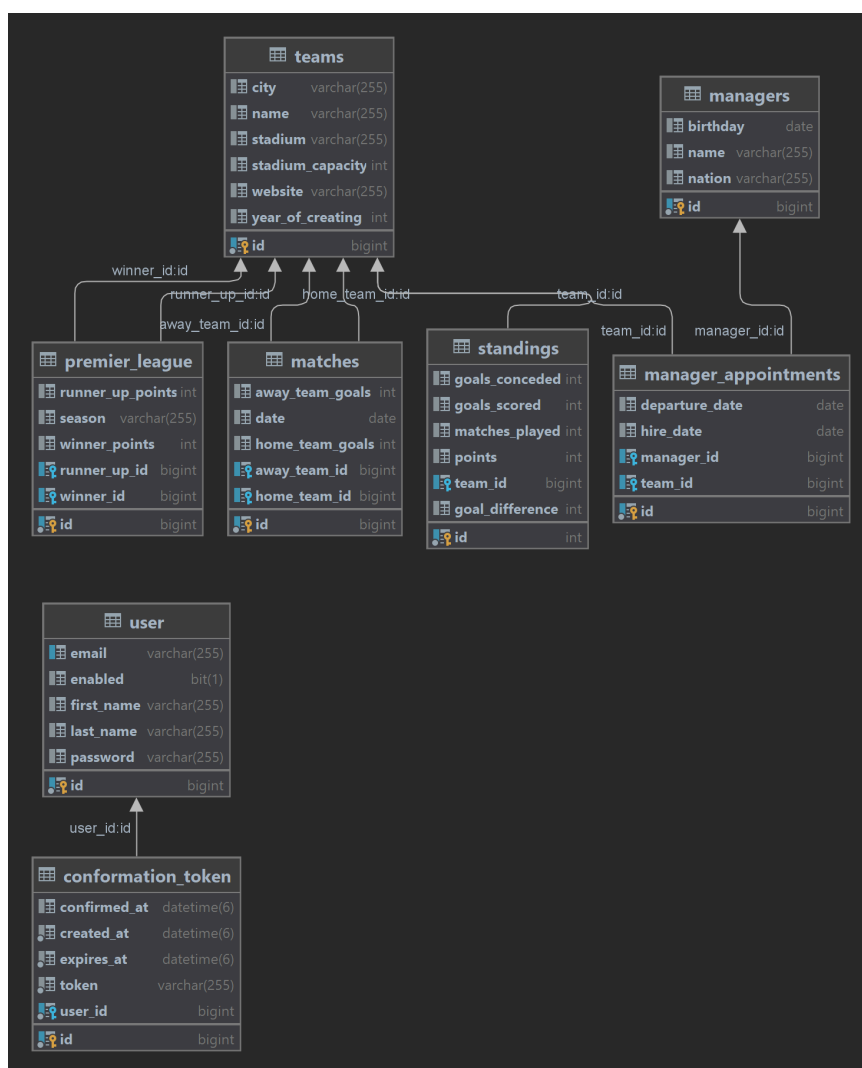 teams
city varchar(255)
name varchar(255)
stadium varchar(255)
stadium_capacity int
website varchar(255)
year_of_creating int
id bigint
managers
birthday date
name varchar(255)
nation varchar(255)
id bigint
winner_id:id
runner_up_id:id
home_team_id:id
team_id:id
away_team_id:id
team_id:id
manager_id:id
premier_league
runner_up_points int
season varchar(255)
winner_points int
runner_up_id bigint
winner_id bigint
id bigint
matches
away_team_goals int
date date
home_team_goals int
away_team_id bigint
home_team_id bigint
id bigint
standings
goals_conceded int
goals_scored int
matches_played int
points int
team_id bigint
goal_difference int
id int
manager_appointments
departure_date date
hire_date date
manager_id bigint
team_id bigint
id bigint
user
email varchar(255)
enabled bit(1)
first_name varchar(255)
last_name varchar(255)
password varchar(255)
id bigint
user_id:id
conformation_token
confirmed_at datetime(6)
created_at datetime(6)
expires_at datetime(6)
token varchar(255)
user_id bigint
id bigint